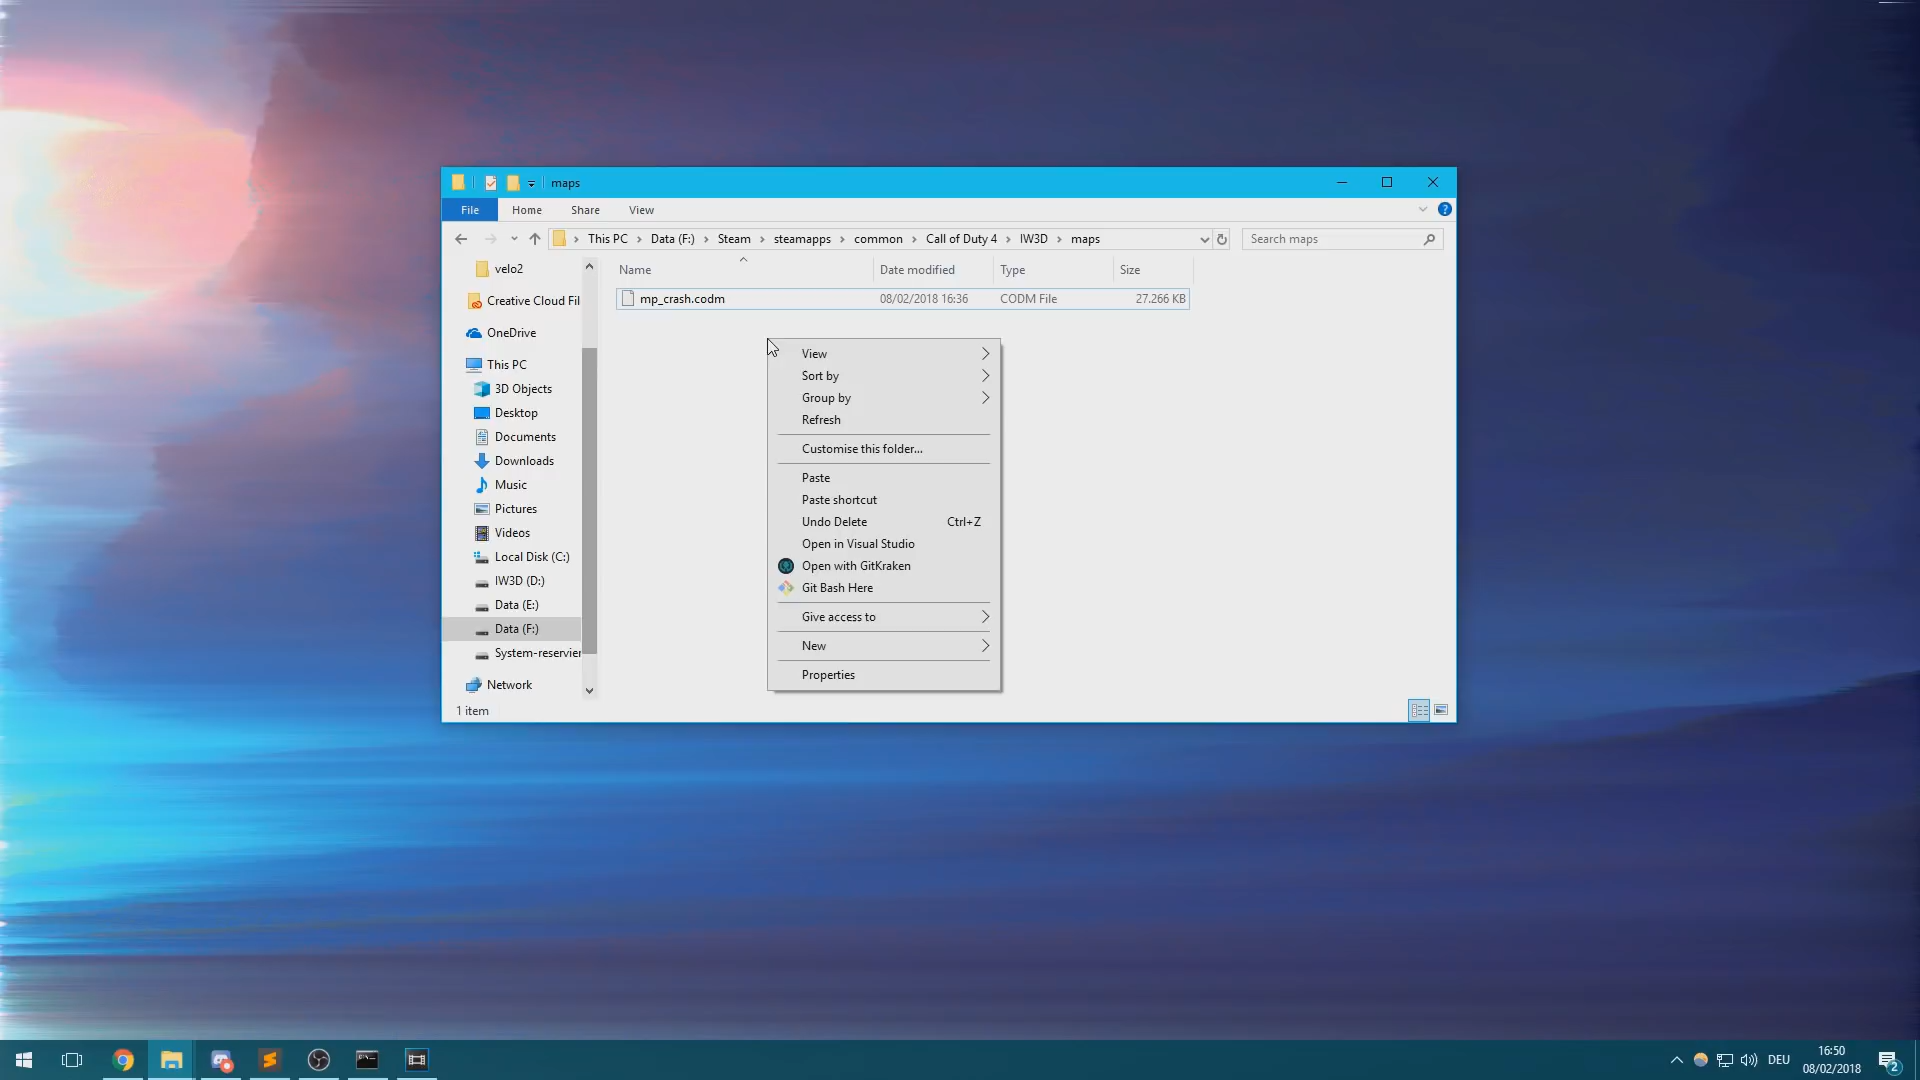 maps
File Home Share View
This PC Data (F:) Steam steamapps common Call of Duty 4 IW3D maps Search maps
Name Date modified Type Size
mp_crash.codm 08/02/2018 16:36 CODM File 27.266 KB
velo2
Creative Cloud Fil
OneDrive
This PC
3D Objects
Desktop
Documents
Downloads
Music
Pictures
Videos
Local Disk (C:)
IW3D (D:)
Data (E:)
Data (F:)
System-reservier
Network
View
Sort by
Group by
Refresh
Customise this folder...
Paste
Paste shortcut
Undo Delete Ctrl+Z
Open in Visual Studio
Open with GitKraken
Git Bash Here
Give access to
New
Properties
1 item
DEU
16:50
08/02/2018
2